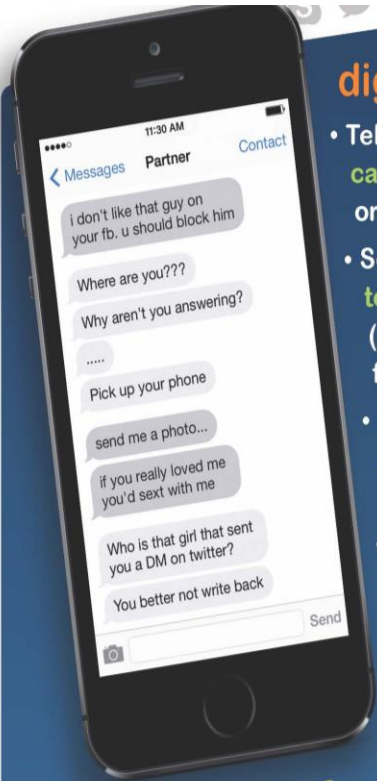 11:30 AM
Messages
Partner
Contact
i don't like that guy on
your fb. u should block him
Where are you???
Why aren't you answering?
.....
Pick up your phone
send me a photo...
if you really loved me
you'd sext with me
Who is that girl that sent
you a DM on twitter?
You better not write back
Send